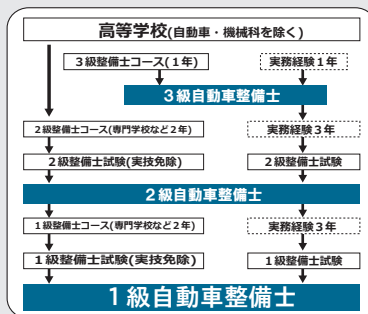 高等学校(自動車・機械科を除く)
3級整備士コース(1年)
実務経験1年
3級自動車整備士
2級整備士コース(専門学校など2年)
実務経験3年
2級整備士試験(実技免除)
2級整備士試験
2級自動車整備士
1級整備士コース(専門学校など2年)
実務経験3年
1級整備士試験(実技免除)
1級整備士試験
1級自動車整備士